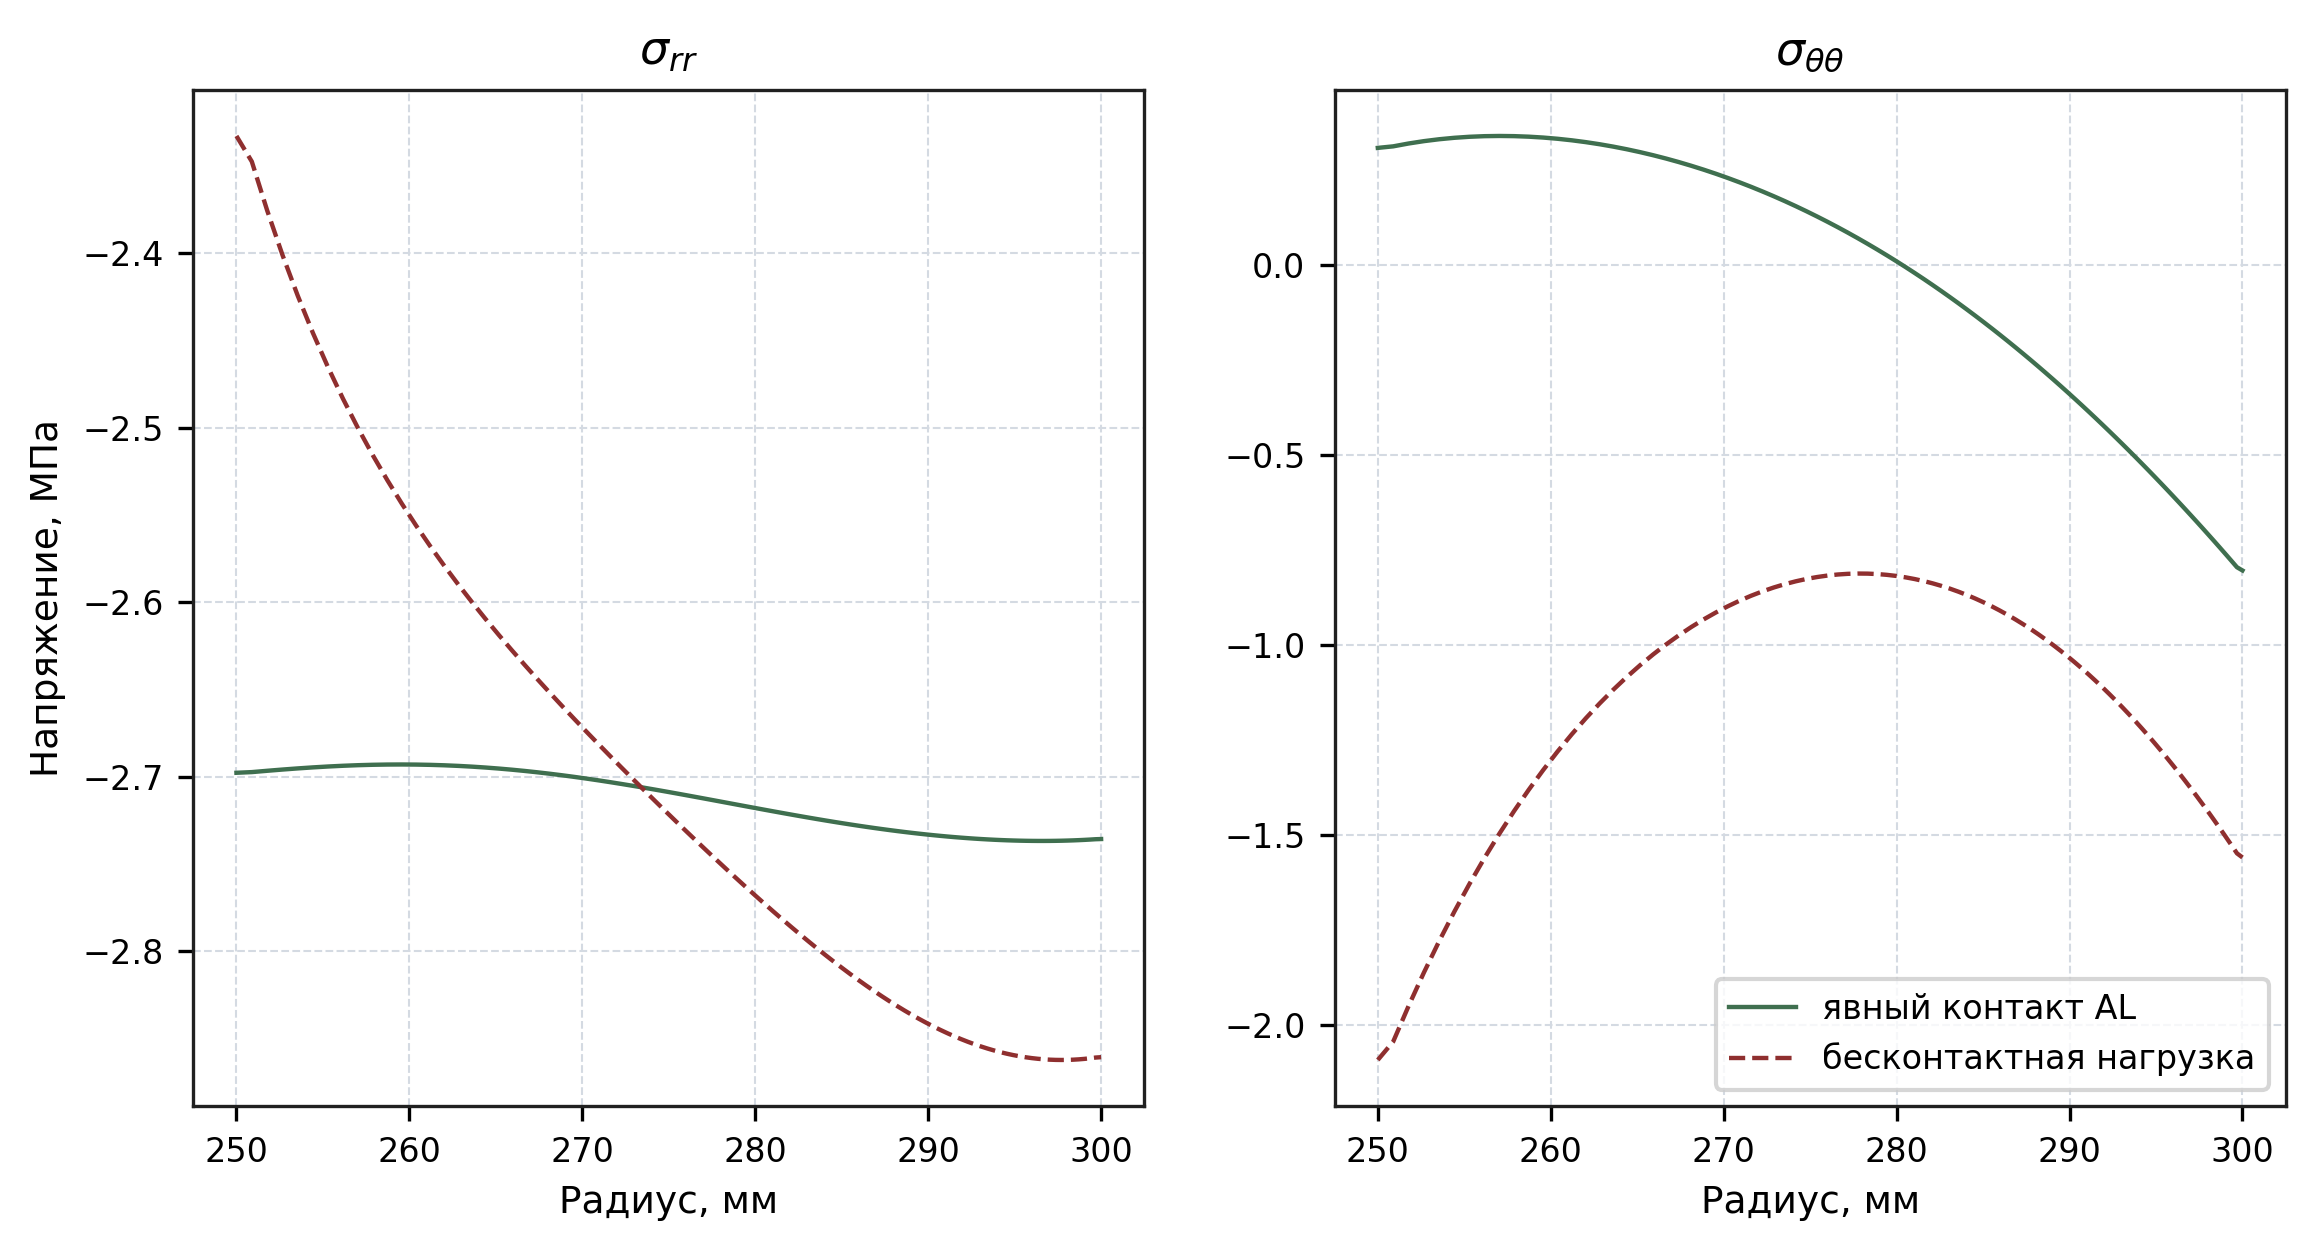 σrr
−2.4
−2.5
−2.6
−2.7
−2.8
Напряжение, МПа
250 260 270 280 290 300
Радиус, мм
σθθ
0.0
−0.5
−1.0
−1.5
−2.0
явный контакт AL
бесконтактная нагрузка
250 260 270 280 290 300
Радиус, мм